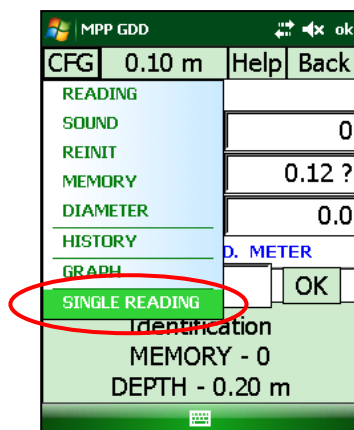 MPP GDD ok
CFG 0.10 m Help Back
READING
SOUND 0
REINIT
MEMORY 0.12 ?
DIAMETER 0.0
HISTORY D. METER
GRAPH OK
SINGLE READING
Identification
MEMORY - 0
DEPTH - 0.20 m